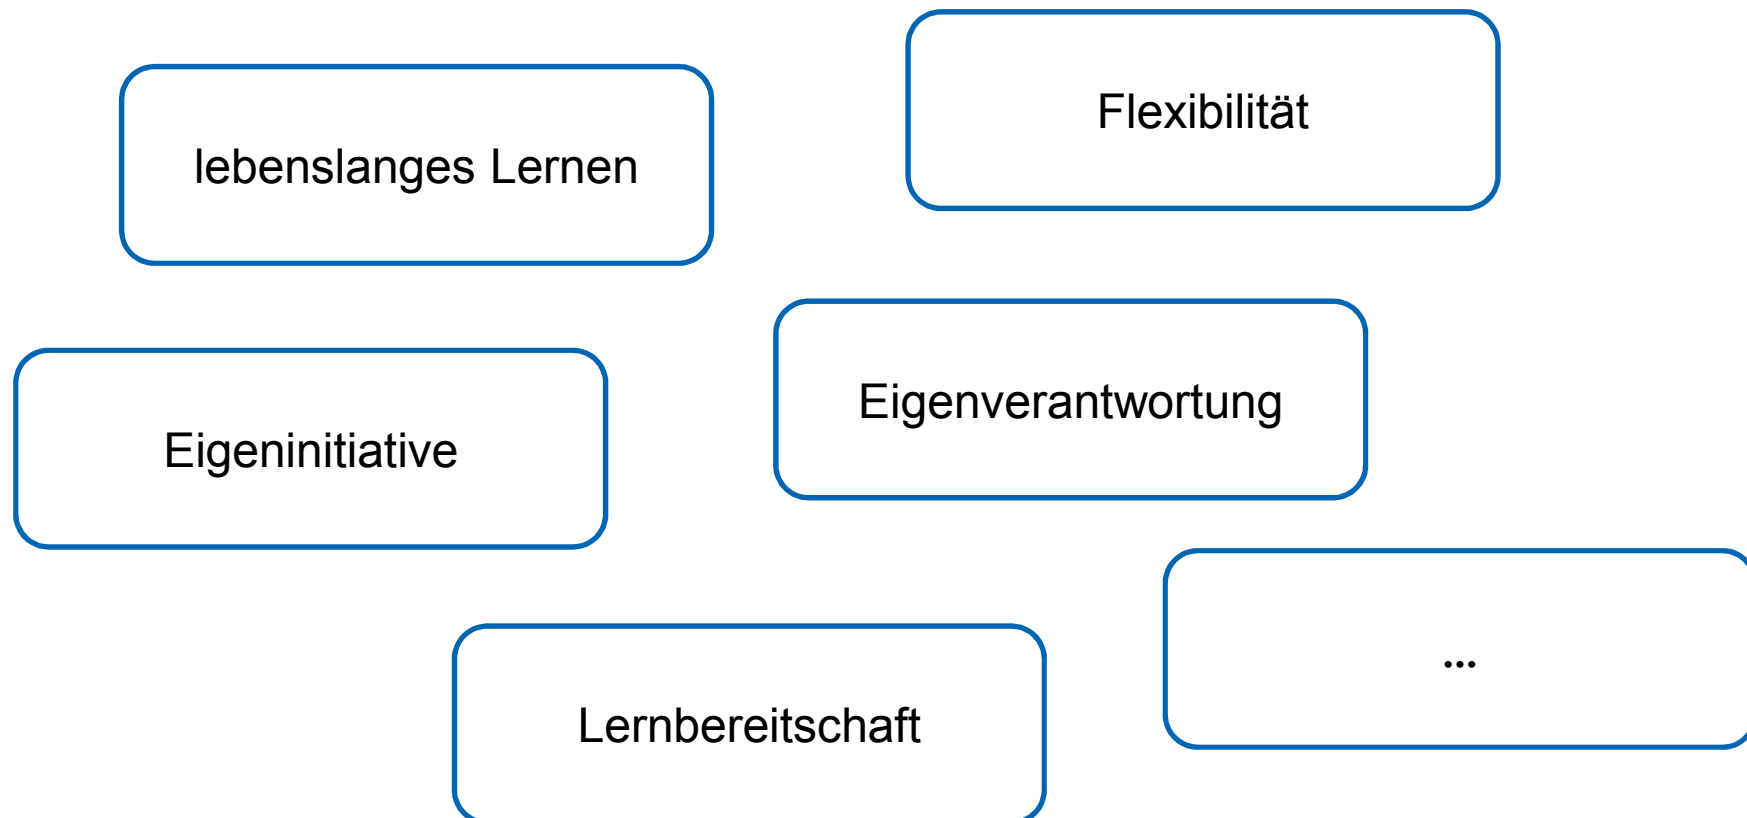 Flexibilität
lebenslanges Lernen
Eigenverantwortung
Eigeninitiative
...
Lernbereitschaft